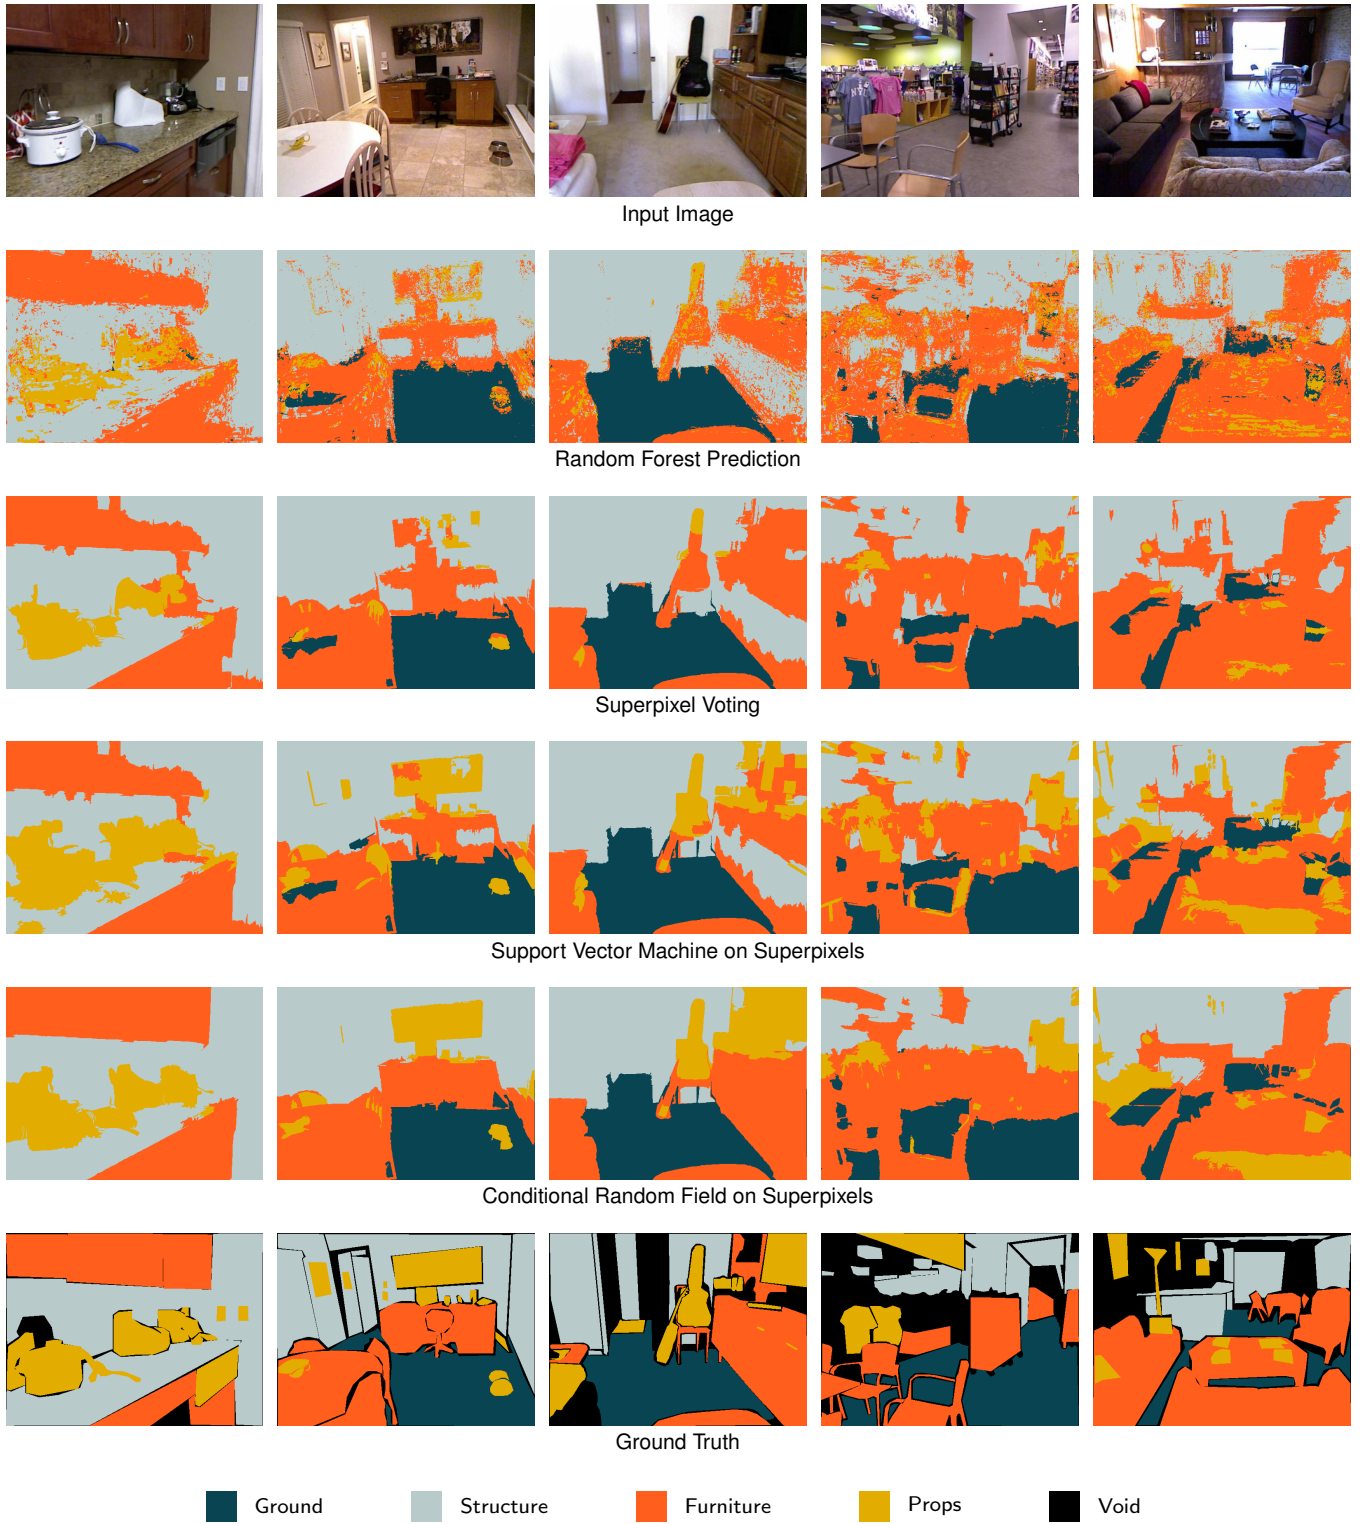 Input Image
Random Forest Prediction
Superpixel Voting
Support Vector Machine on Superpixels
Conditional Random Field on Superpixels
Ground Truth
Ground
Structure
Furniture
Props
Void